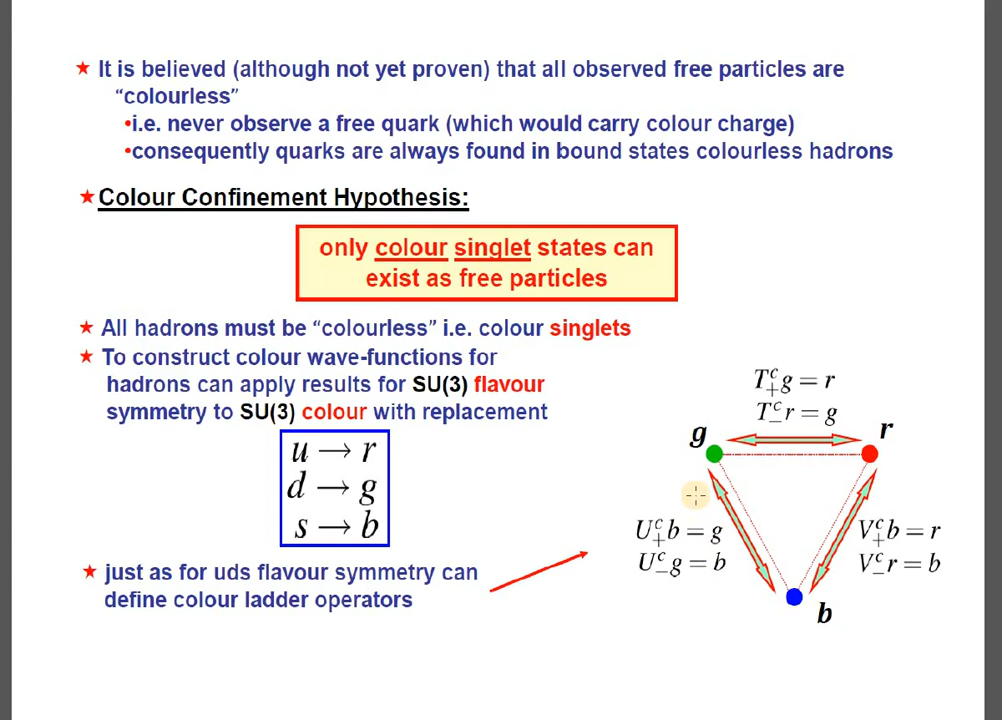 ★ It is believed (although not yet proven) that all observed free particles are
“colourless”
•i.e. never observe a free quark (which would carry colour charge)
•consequently quarks are always found in bound states colourless hadrons
★Colour Confinement Hypothesis:
only colour singlet states can
exist as free particles
★ All hadrons must be “colourless” i.e. colour singlets
★ To construct colour wave-functions for
hadrons can apply results for SU(3) flavour
symmetry to SU(3) colour with replacement
u → r
d → g
s → b
★ just as for uds flavour symmetry can
define colour ladder operators
T₊ᶜg = r
T₋ᶜr = g
g
r
U₊ᶜb = g
U₋ᶜg = b
V₊ᶜb = r
V₋ᶜr = b
b